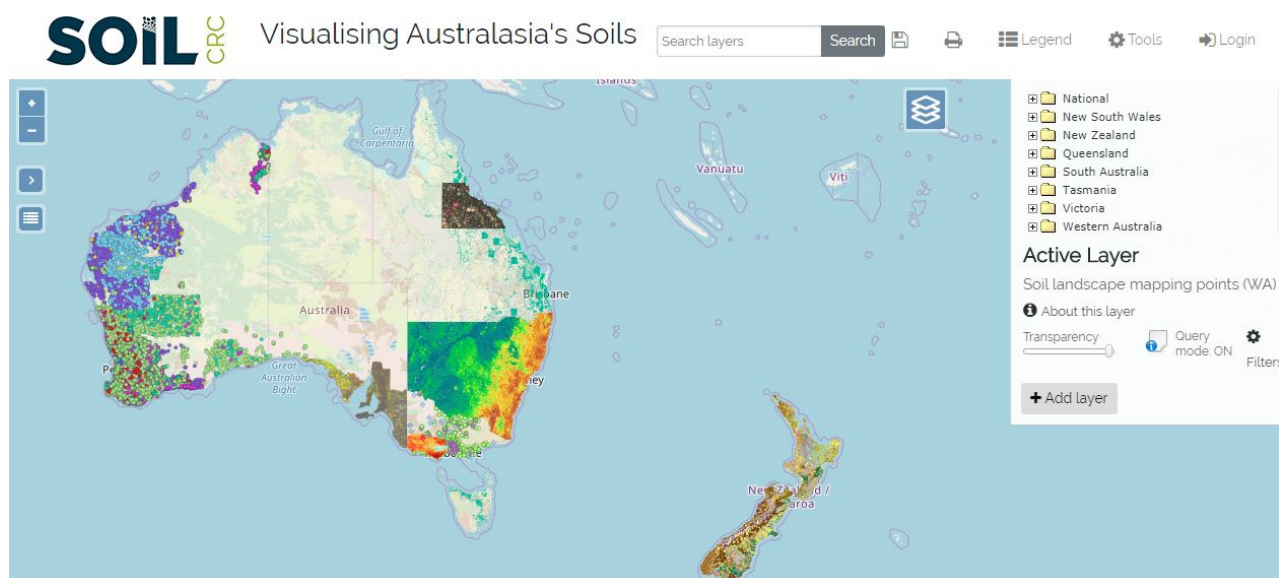 SOIL CRC
Visualising Australasia's Soils
Search layers
Search
Legend
Tools
Login
+
−
>
Islands
Gulf of
Carpentaria
Vanuatu
Viti
Brisbane
Australia
Great
Australian
Bight
New Zealand /
National
New South Wales
New Zealand
Queensland
South Australia
Tasmania
Victoria
Western Australia
Active Layer
Soil landscape mapping points (WA)
About this layer
Transparency
Query
mode: ON
Filters
+ Add layer